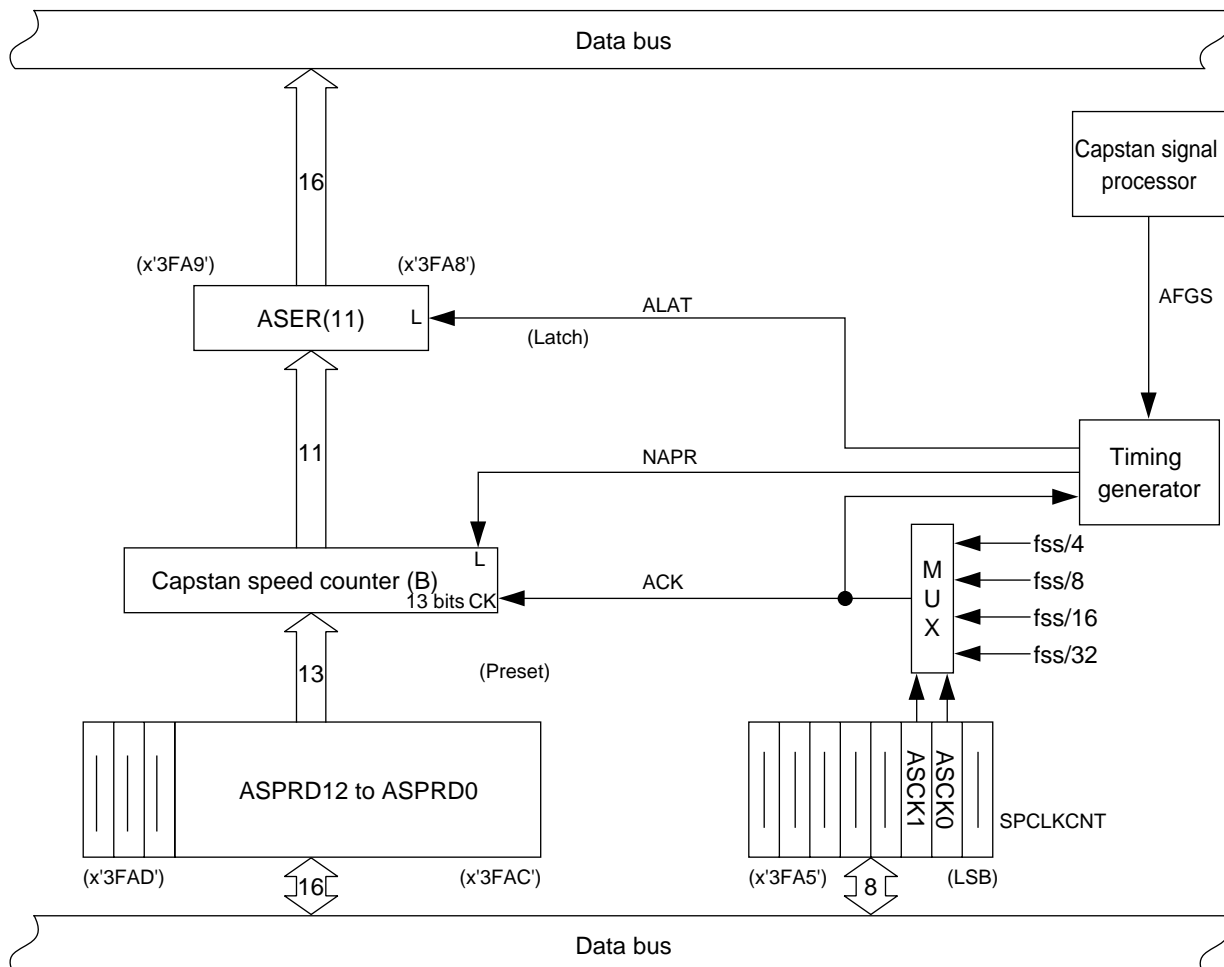 Data bus
16
Capstan signal
processor
(x'3FA9')
(x'3FA8')
AFGS
ASER(11)
L
ALAT
(Latch)
11
NAPR
Timing
generator
L
Capstan speed counter (B)
13 bits CK
ACK
MUX
fss/4
fss/8
fss/16
fss/32
13
(Preset)
ASPRD12 to ASPRD0
ASCK1
ASCK0
SPCLKCNT
(x'3FAD')
16
(x'3FAC')
(x'3FA5')
8
(LSB)
Data bus